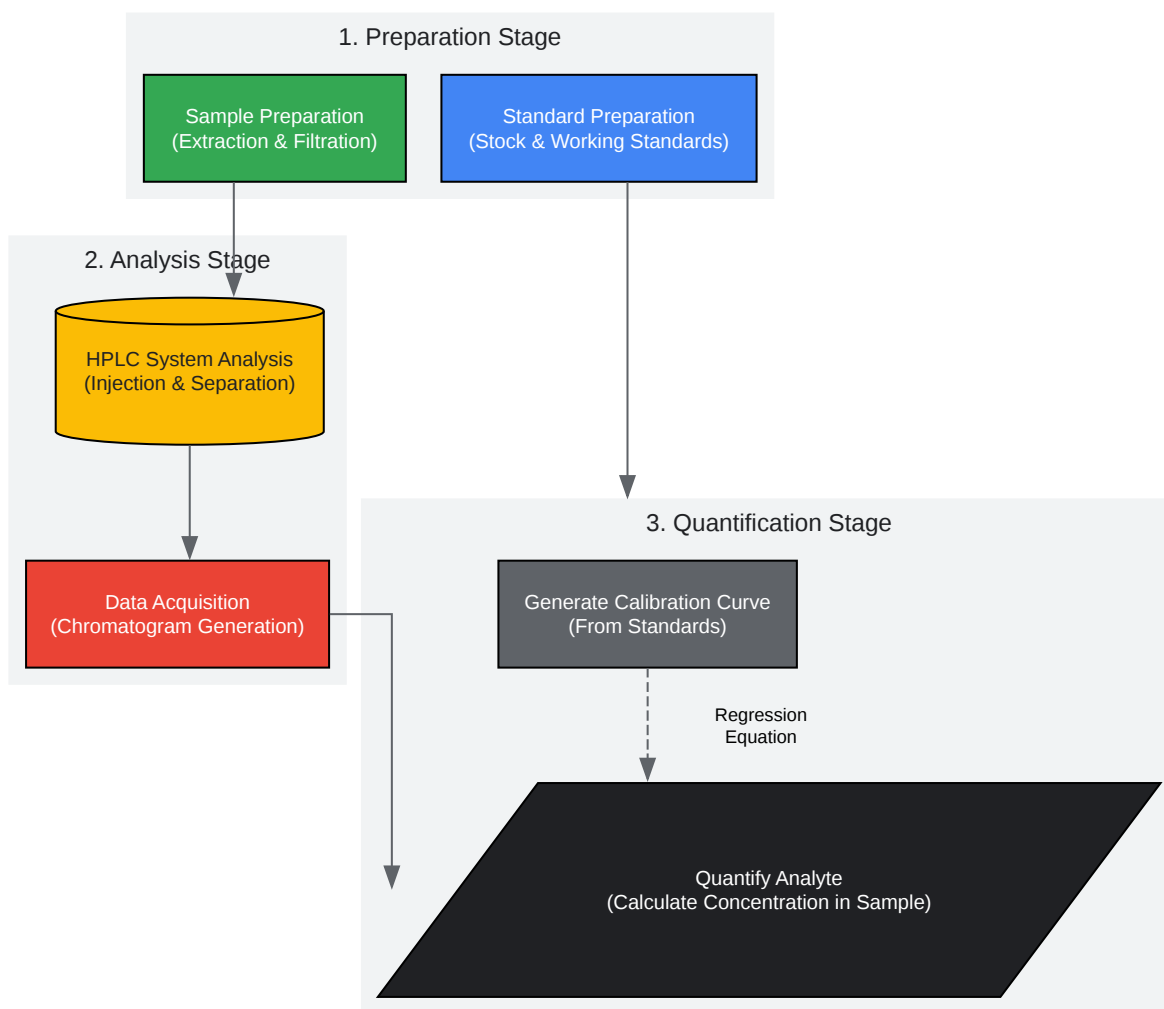 1. Preparation Stage
Sample Preparation
(Extraction & Filtration)
Standard Preparation
(Stock & Working Standards)
2. Analysis Stage
HPLC System Analysis
(Injection & Separation)
Data Acquisition
(Chromatogram Generation)
3. Quantification Stage
Generate Calibration Curve
(From Standards)
Regression
Equation
Quantify Analyte
(Calculate Concentration in Sample)